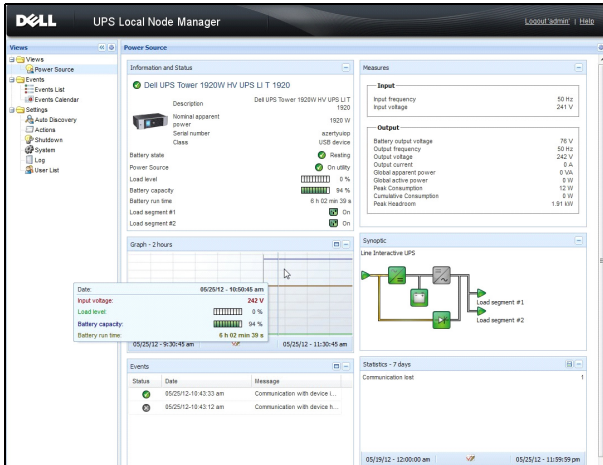 DELL UPS Local Node Manager Logout 'admin' | Help
Views
Views
Power Source
Events
Events List
Events Calendar
Settings
Auto Discovery
Actions
Shutdown
System
Log
User List
Power Source
Information and Status
Dell UPS Tower 1920W HV UPS LI T 1920
Description Dell UPS Tower 1920W HV UPS LI T
1920
Nominal apparent
power 1920 W
Serial number azertyuiop
Class USB device
Battery state Resting
Power Source On utility
Load level 0 %
Battery capacity 94 %
Battery run time 6 h 02 min 39 s
Load segment #1 On
Load segment #2 On
Graph - 2 hours
Date: 05/25/12 - 10:50:45 am
Input voltage: 242 V
Load level: 0 %
Battery capacity: 94 %
Battery run time: 6 h 02 min 39 s
05/25/12 - 9:30:45 am 05/25/12 - 11:30:45 am
Events
Status Date Message
05/25/12-10:43:33 am Communication with device i...
05/25/12-10:43:12 am Communication with device h...
Measures
Input
Input frequency 50 Hz
Input voltage 241 V
Output
Battery output voltage 76 V
Output frequency 50 Hz
Output voltage 242 V
Output current 0 A
Global apparent power 0 VA
Global active power 0 W
Peak Consumption 12 W
Cumulative Consumption 0 W
Peak Headroom 1.91 kW
Synoptic
Line Interactive UPS
Load segment #1
Load segment #2
Statistics - 7 days
Communication lost 1
05/19/12 - 12:00:00 am 05/25/12 - 11:59:59 pm